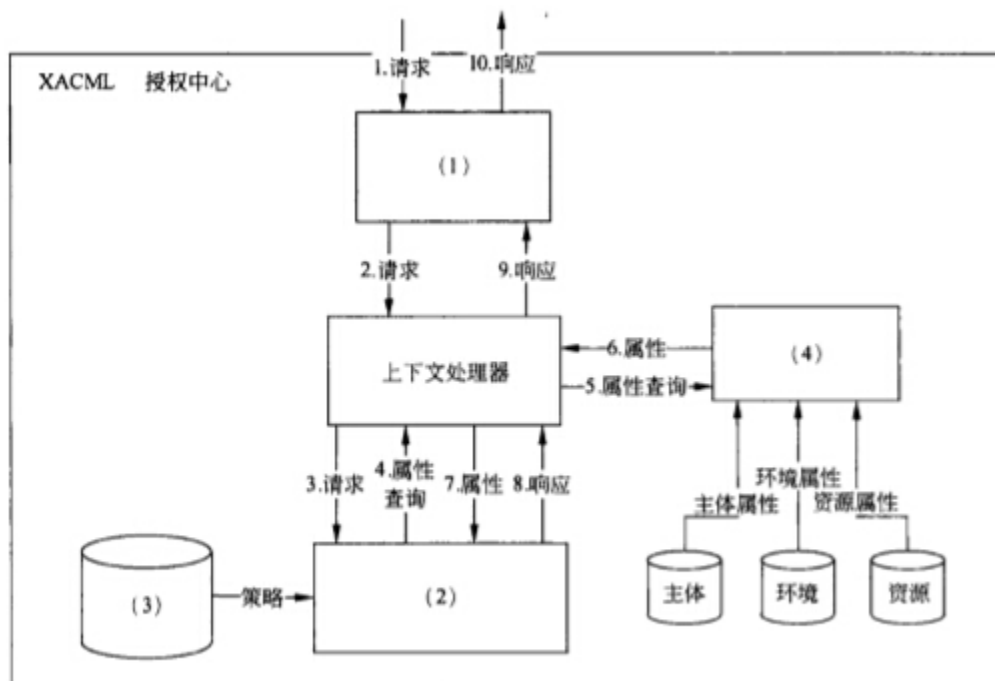 1.请求
10.响应
XACML 授权中心
(1)
2.请求
9.响应
上下文处理器
6.属性
(4)
5.属性查询
3.请求
4.属性
查询
7.属性
8.响应
环境属性
主体属性
资源属性
(3)
策略
(2)
主体
环境
资源